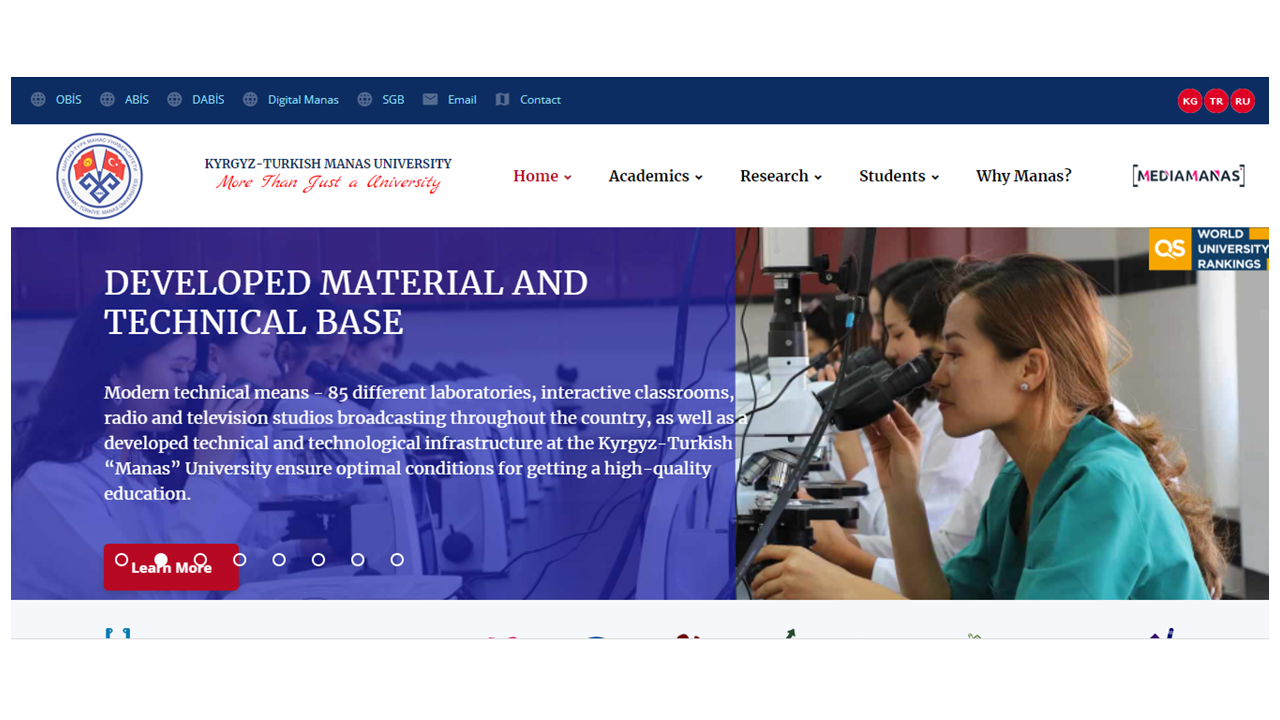 OBİS ABİS DABİS Digital Manas SGB Email Contact
KG TR RU
KYRGYZ-TURKISH MANAS UNIVERSITY
More Than Just a University
Home Academics Research Students Why Manas?
[MEDIAMANAS]
DEVELOPED MATERIAL AND
TECHNICAL BASE
Modern technical means - 85 different laboratories, interactive classrooms,
radio and television studios broadcasting throughout the country, as well as a
developed technical and technological infrastructure at the Kyrgyz-Turkish
“Manas” University ensure optimal conditions for getting a high-quality
education.
Learn More
QS
WORLD
UNIVERSITY
RANKINGS